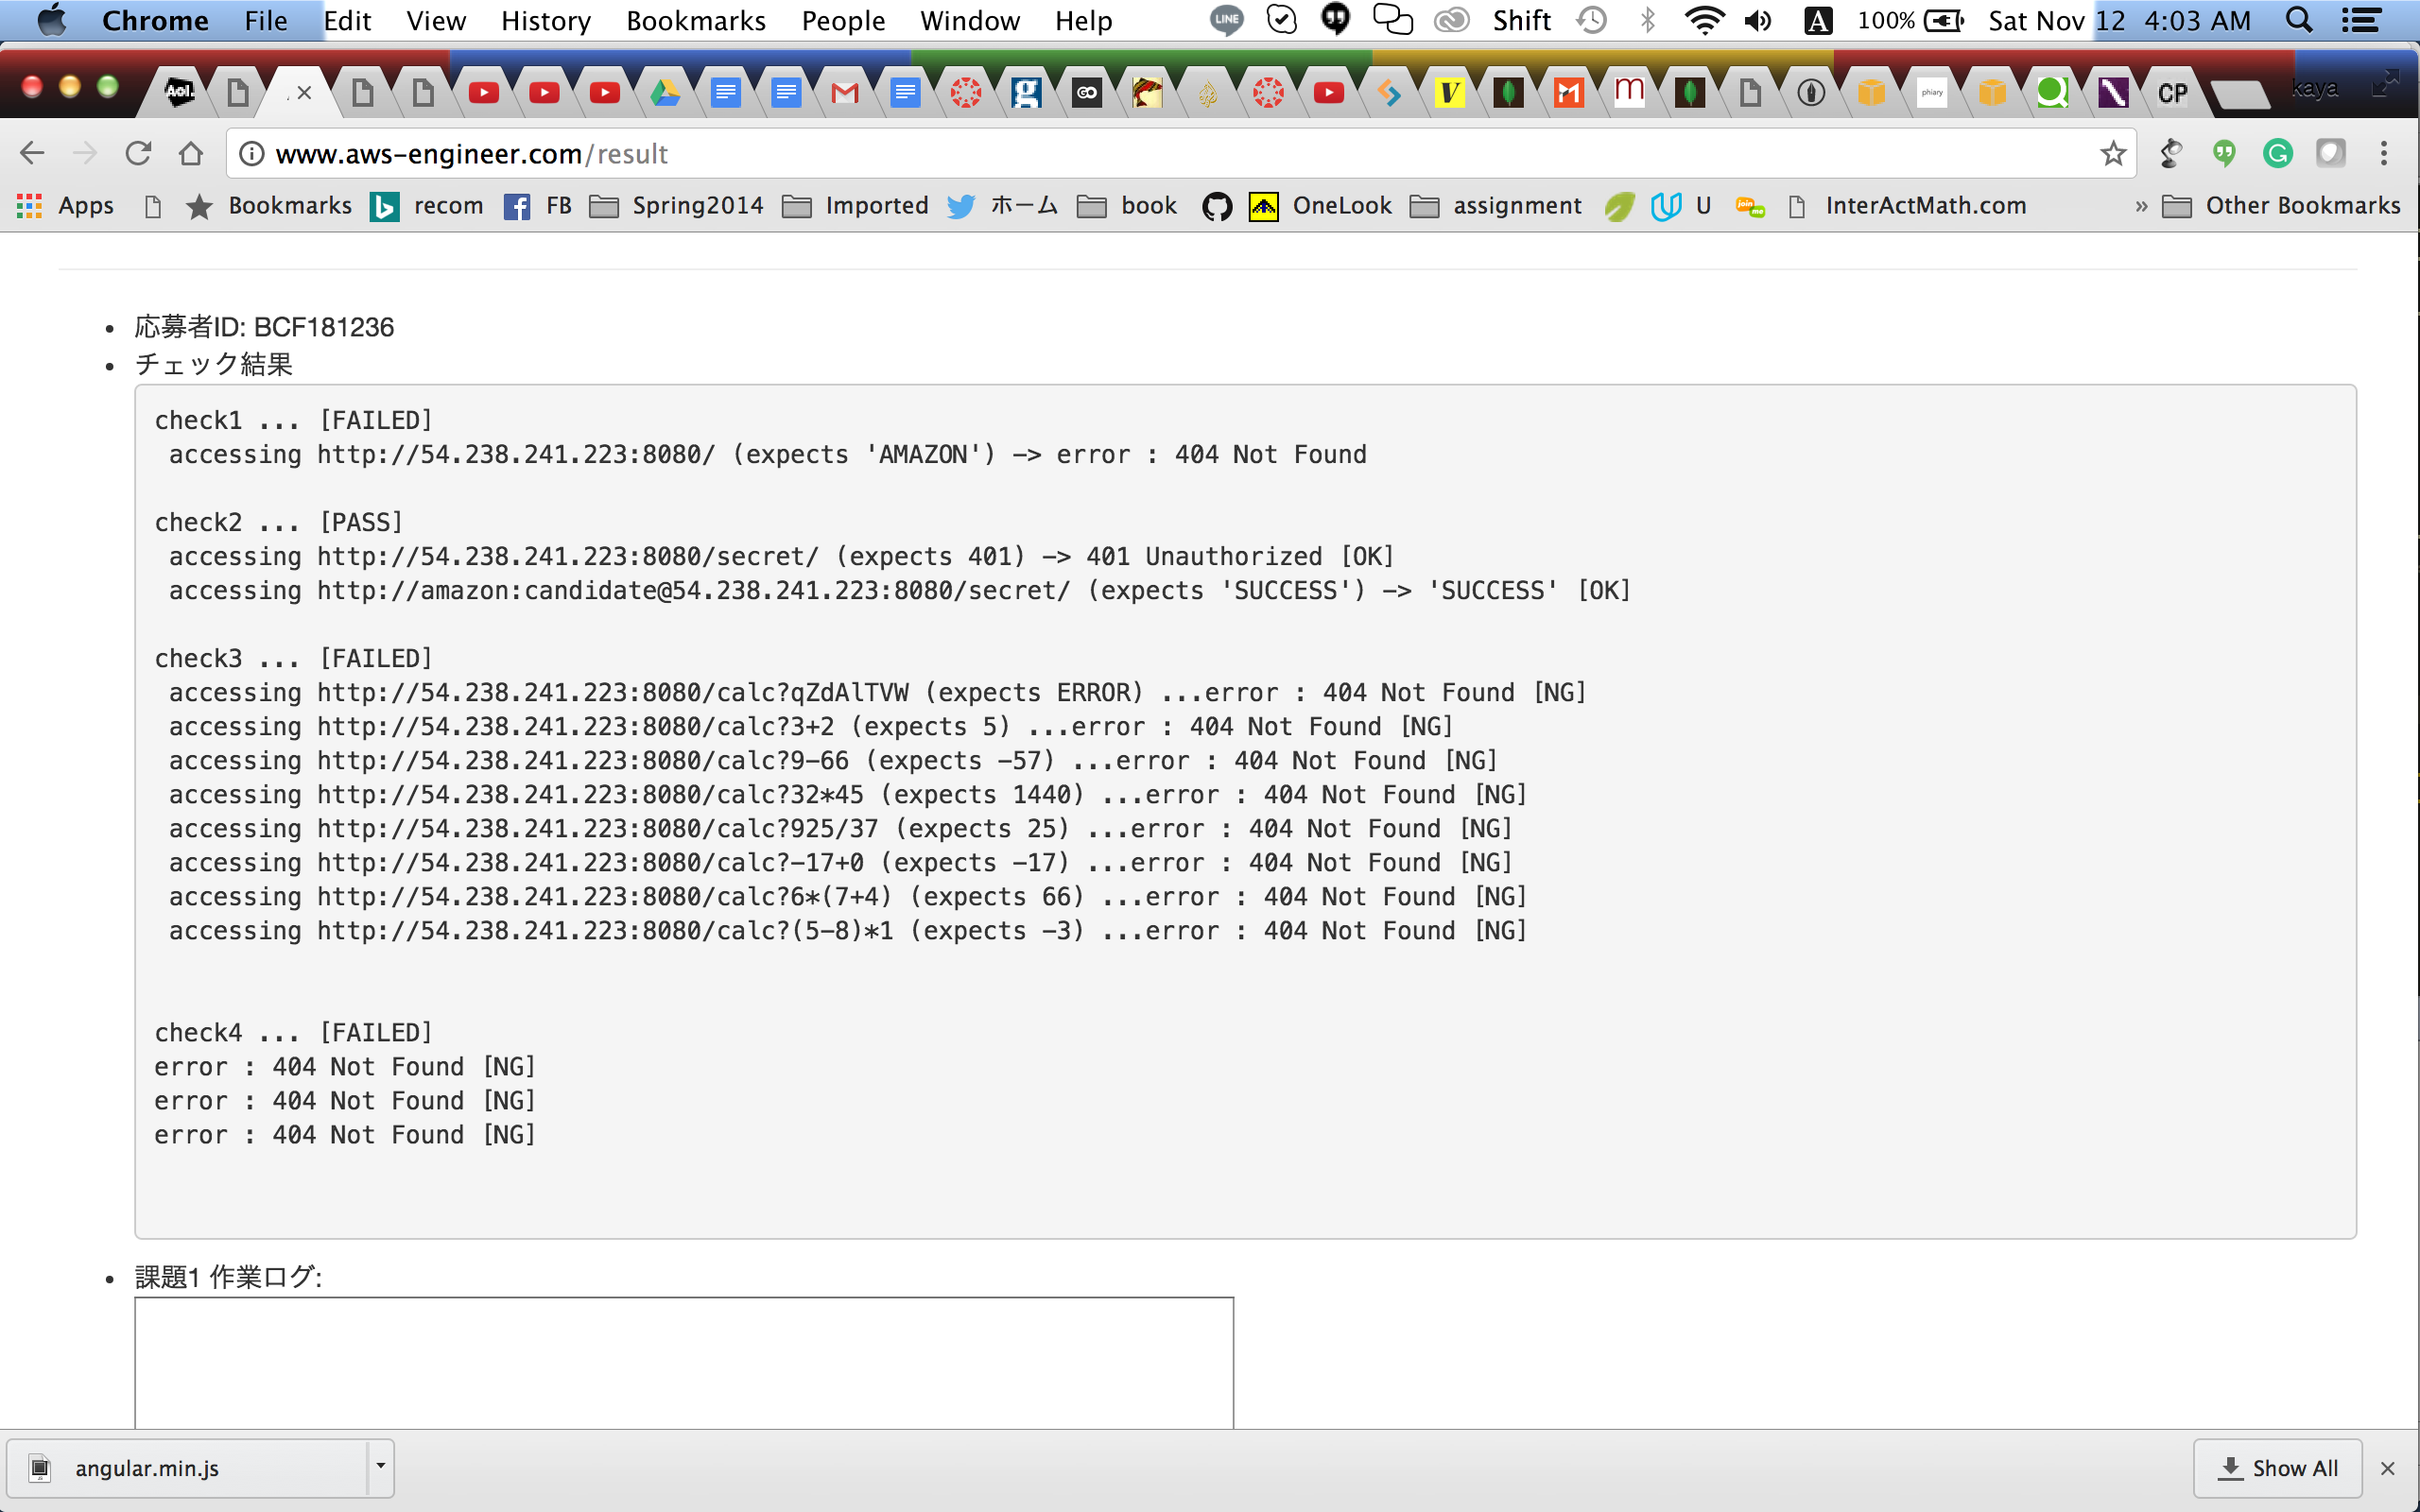 Chrome File Edit View History Bookmarks People Window Help LINE Shift A 100% Sat Nov 12 4:03 AM
Aol. CP kaya
www.aws-engineer.com/result
Apps Bookmarks recom FB Spring2014 Imported ホーム book OneLook assignment U InterActMath.com » Other Bookmarks
応募者ID: BCF181236
チェック結果
check1 ... [FAILED]
accessing http://54.238.241.223:8080/ (expects 'AMAZON') -> error : 404 Not Found
check2 ... [PASS]
accessing http://54.238.241.223:8080/secret/ (expects 401) -> 401 Unauthorized [OK]
accessing http://amazon:candidate@54.238.241.223:8080/secret/ (expects 'SUCCESS') -> 'SUCCESS' [OK]
check3 ... [FAILED]
accessing http://54.238.241.223:8080/calc?qZdAlTVW (expects ERROR) ...error : 404 Not Found [NG]
accessing http://54.238.241.223:8080/calc?3+2 (expects 5) ...error : 404 Not Found [NG]
accessing http://54.238.241.223:8080/calc?9-66 (expects -57) ...error : 404 Not Found [NG]
accessing http://54.238.241.223:8080/calc?32*45 (expects 1440) ...error : 404 Not Found [NG]
accessing http://54.238.241.223:8080/calc?925/37 (expects 25) ...error : 404 Not Found [NG]
accessing http://54.238.241.223:8080/calc?-17+0 (expects -17) ...error : 404 Not Found [NG]
accessing http://54.238.241.223:8080/calc?6*(7+4) (expects 66) ...error : 404 Not Found [NG]
accessing http://54.238.241.223:8080/calc?(5-8)*1 (expects -3) ...error : 404 Not Found [NG]
check4 ... [FAILED]
error : 404 Not Found [NG]
error : 404 Not Found [NG]
error : 404 Not Found [NG]
課題1 作業ログ:
angular.min.js Show All